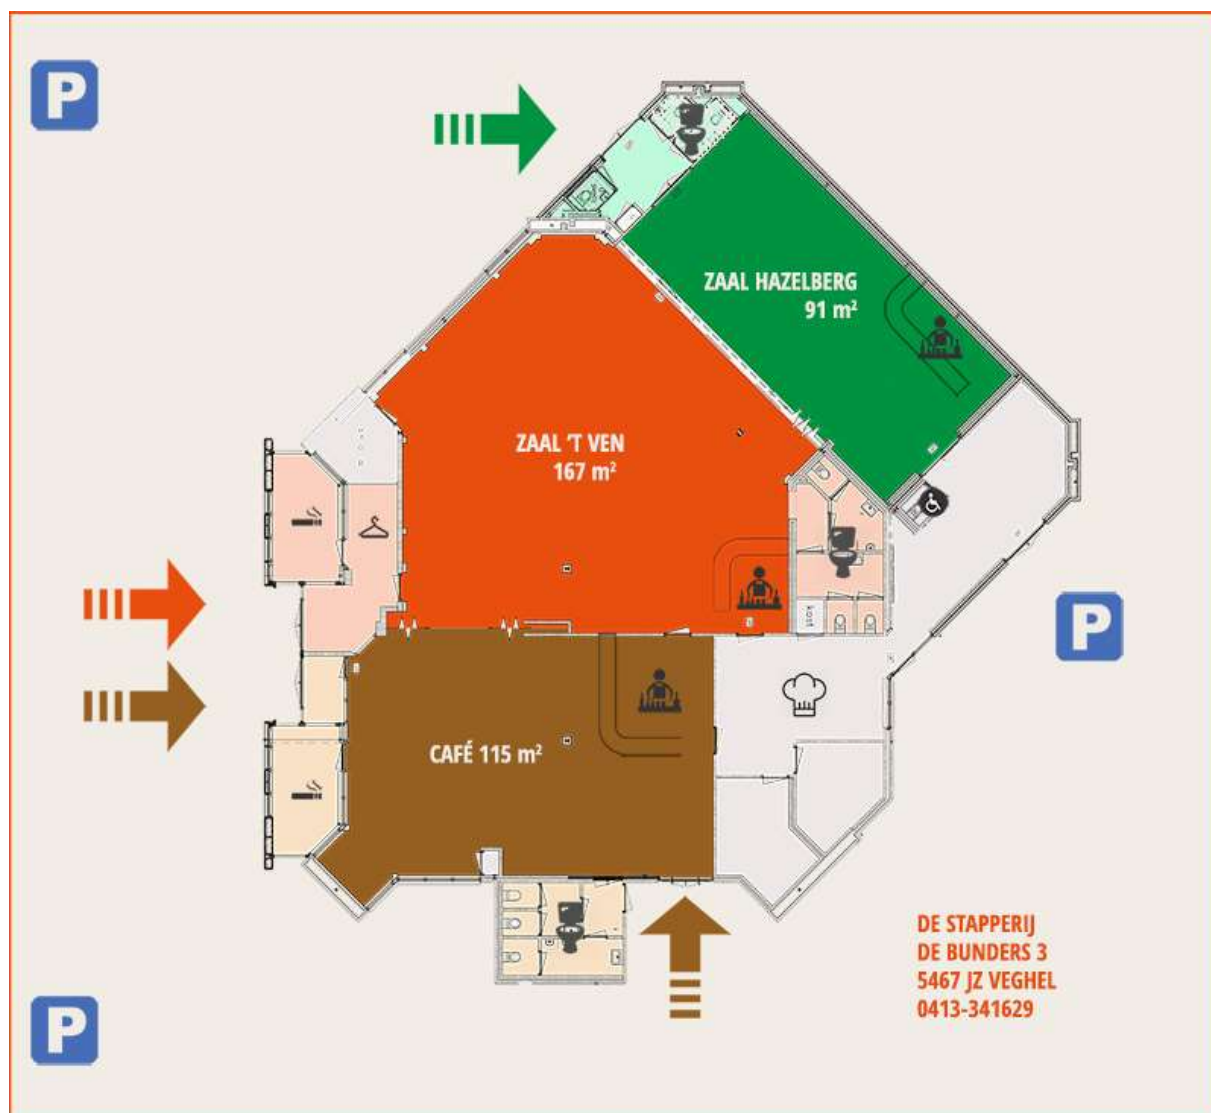 P
ZAAL HAZELBERG
91 m²
ZAAL 'T VEN
167 m²
kast
P
CAFÉ 115 m²
DE STAPPERIJ
DE BUNDERS 3
5467 JZ VEGHEL
0413-341629
P